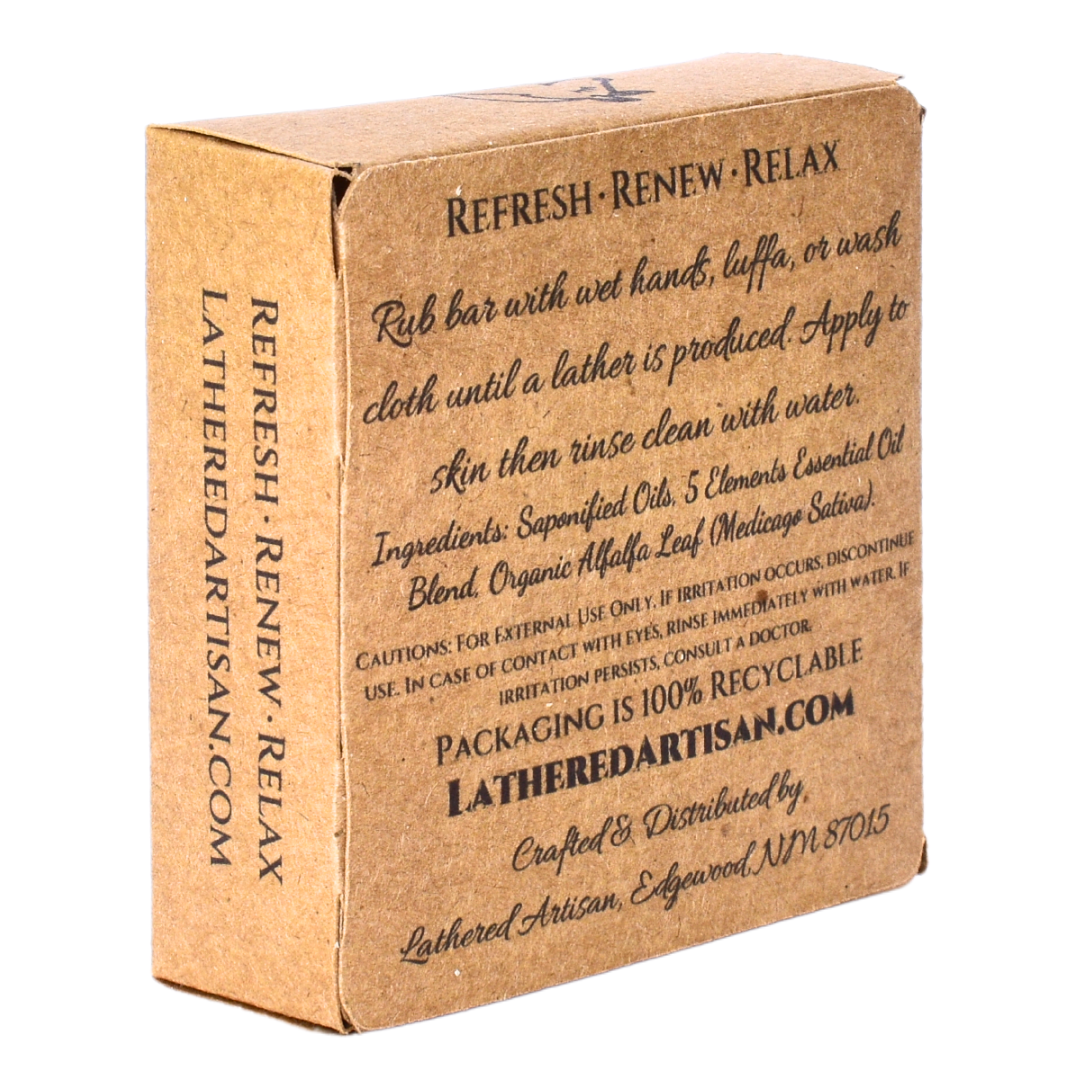 REFRESH·RENEW·RELAX
LATHEREDARTISAN.COM
REFRESH·RENEW·RELAX
Rub bar with wet hands, luffa, or wash
cloth until a lather is produced. Apply to
skin then rinse clean with water.
Ingredients: Saponified Oils, 5 Elements Essential Oil
Blend, Organic Alfalfa Leaf (Medicago Sativa).
CAUTIONS: FOR EXTERNAL USE ONLY. IF IRRITATION OCCURS, DISCONTINUE
USE. IN CASE OF CONTACT WITH EYES, RINSE IMMEDIATELY WITH WATER. IF
IRRITATION PERSISTS, CONSULT A DOCTOR.
PACKAGING IS 100% RECYCLABLE
LATHEREDARTISAN.COM
Crafted & Distributed by
Lathered Artisan, Edgewood, NM 87015